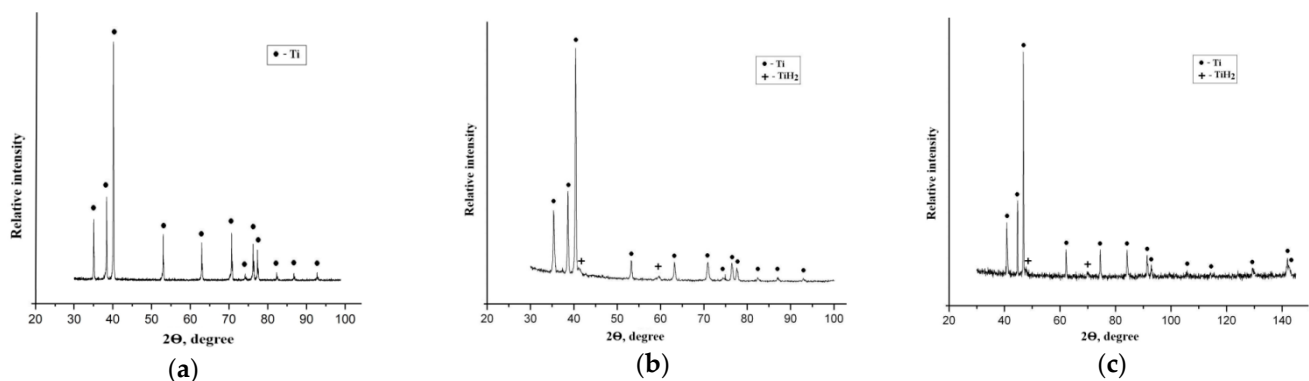 Relative intensity
• - Ti
20 30 40 50 60 70 80 90 100
2Θ, degree
(a)
Relative intensity
• - Ti
+ - TiH2
20 30 40 50 60 70 80 90 100
2Θ, degree
(b)
Relative intensity
• - Ti
+ - TiH2
20 40 60 80 100 120 140
2Θ, degree
(c)